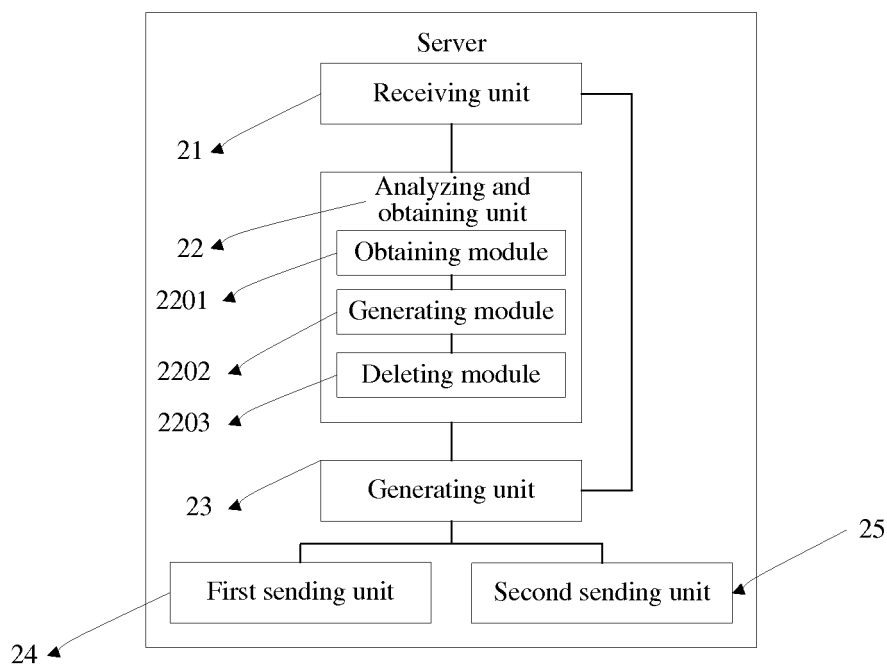 Server
Receiving unit
21
Analyzing and
obtaining unit
22
Obtaining module
2201
Generating module
2202
Deleting module
2203
Generating unit
23
25
First sending unit
Second sending unit
24